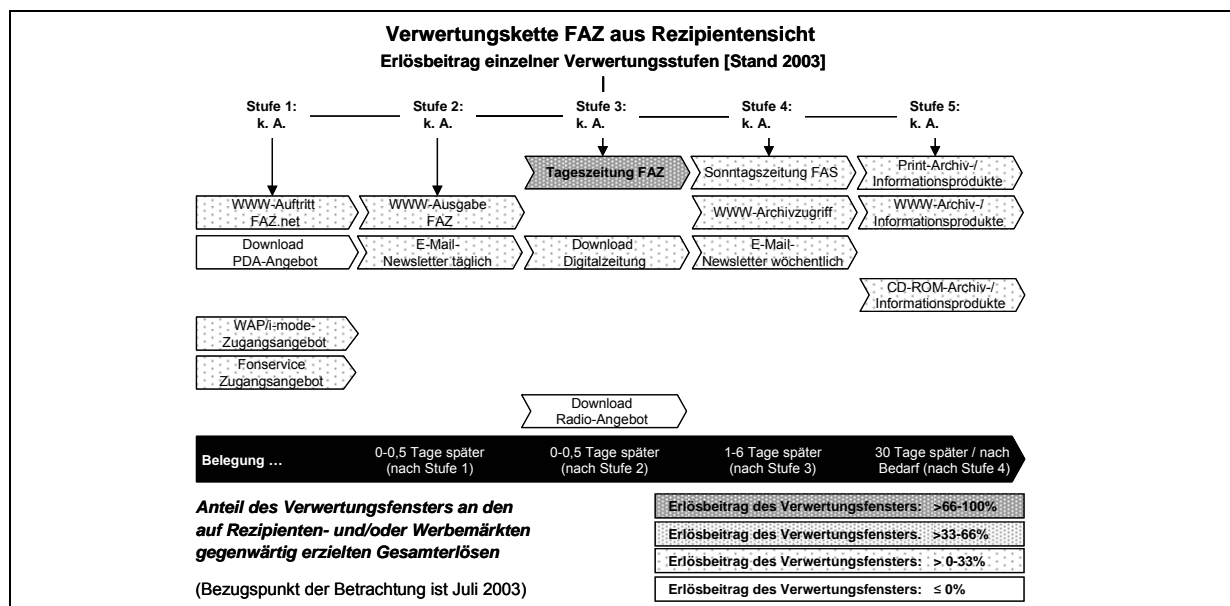 Verwertungskette FAZ aus Rezipientensicht
Erlösbeitrag einzelner Verwertungsstufen [Stand 2003]
Stufe 1:
k. A.
Stufe 2:
k. A.
Stufe 3:
k. A.
Stufe 4:
k. A.
Stufe 5:
k. A.
Tageszeitung FAZ
Sonntagszeitung FAS
Print-Archiv-/
Informationsprodukte
WWW-Auftritt
FAZ.net
WWW-Ausgabe
FAZ
WWW-Archivzugriff
WWW-Archiv-/
Informationsprodukte
Download
PDA-Angebot
E-Mail-
Newsletter täglich
Download
Digitalzeitung
E-Mail-
Newsletter wöchentlich
CD-ROM-Archiv-/
Informationsprodukte
WAP/i-mode-
Zugangsangebot
Fonservice
Zugangsangebot
Download
Radio-Angebot
Belegung ...
0-0,5 Tage später
(nach Stufe 1)
0-0,5 Tage später
(nach Stufe 2)
1-6 Tage später
(nach Stufe 3)
30 Tage später / nach
Bedarf (nach Stufe 4)
Anteil des Verwertungsfensters an den
auf Rezipienten- und/oder Werbemärkten
gegenwärtig erzielten Gesamterlösen
(Bezugspunkt der Betrachtung ist Juli 2003)
Erlösbeitrag des Verwertungsfensters: >66-100%
Erlösbeitrag des Verwertungsfensters. >33-66%
Erlösbeitrag des Verwertungsfensters: > 0-33%
Erlösbeitrag des Verwertungsfensters: ≤ 0%